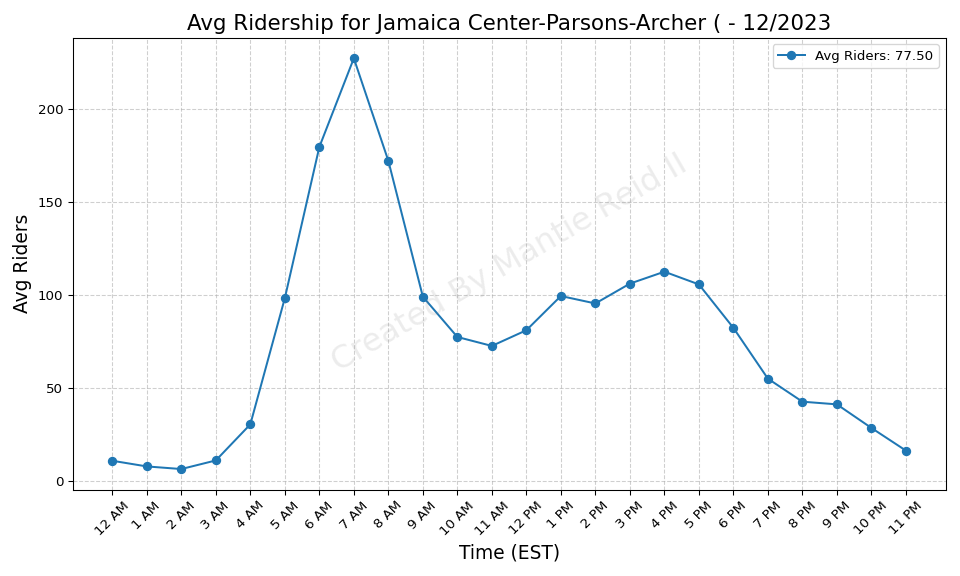 Avg Ridership for Jamaica Center-Parsons-Archer ( - 12/2023
Avg Riders: 77.50
Avg Riders
200
150
100
50
0
Created By Mantle Reid II
12 AM
1 AM
2 AM
3 AM
4 AM
5 AM
6 AM
7 AM
8 AM
9 AM
10 AM
11 AM
12 PM
1 PM
2 PM
3 PM
4 PM
5 PM
6 PM
7 PM
8 PM
9 PM
10 PM
11 PM
Time (EST)